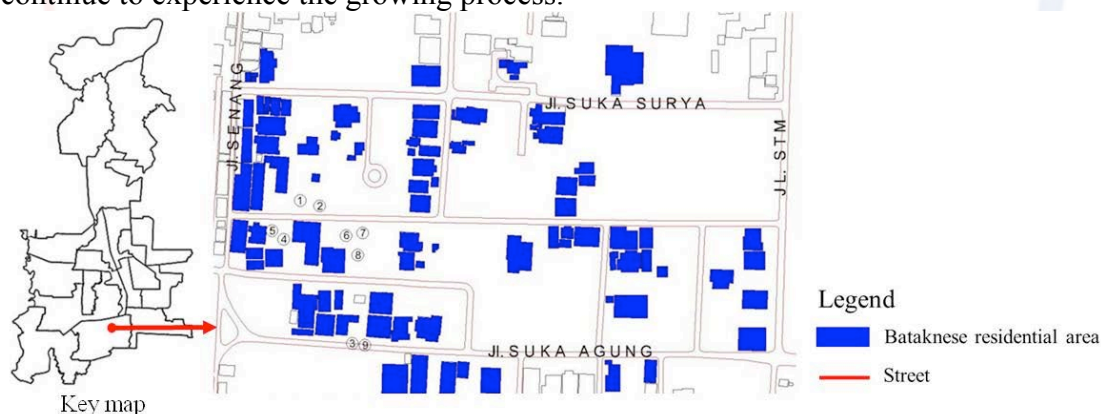 continue to experience the growing process.
Jl. SENANG
Jl. SUKA SURYA
JL. STM
1
2
5
4
6
7
8
3
9
Jl. SUKA AGUNG
Key map
Legend
Bataknese residential area
Street